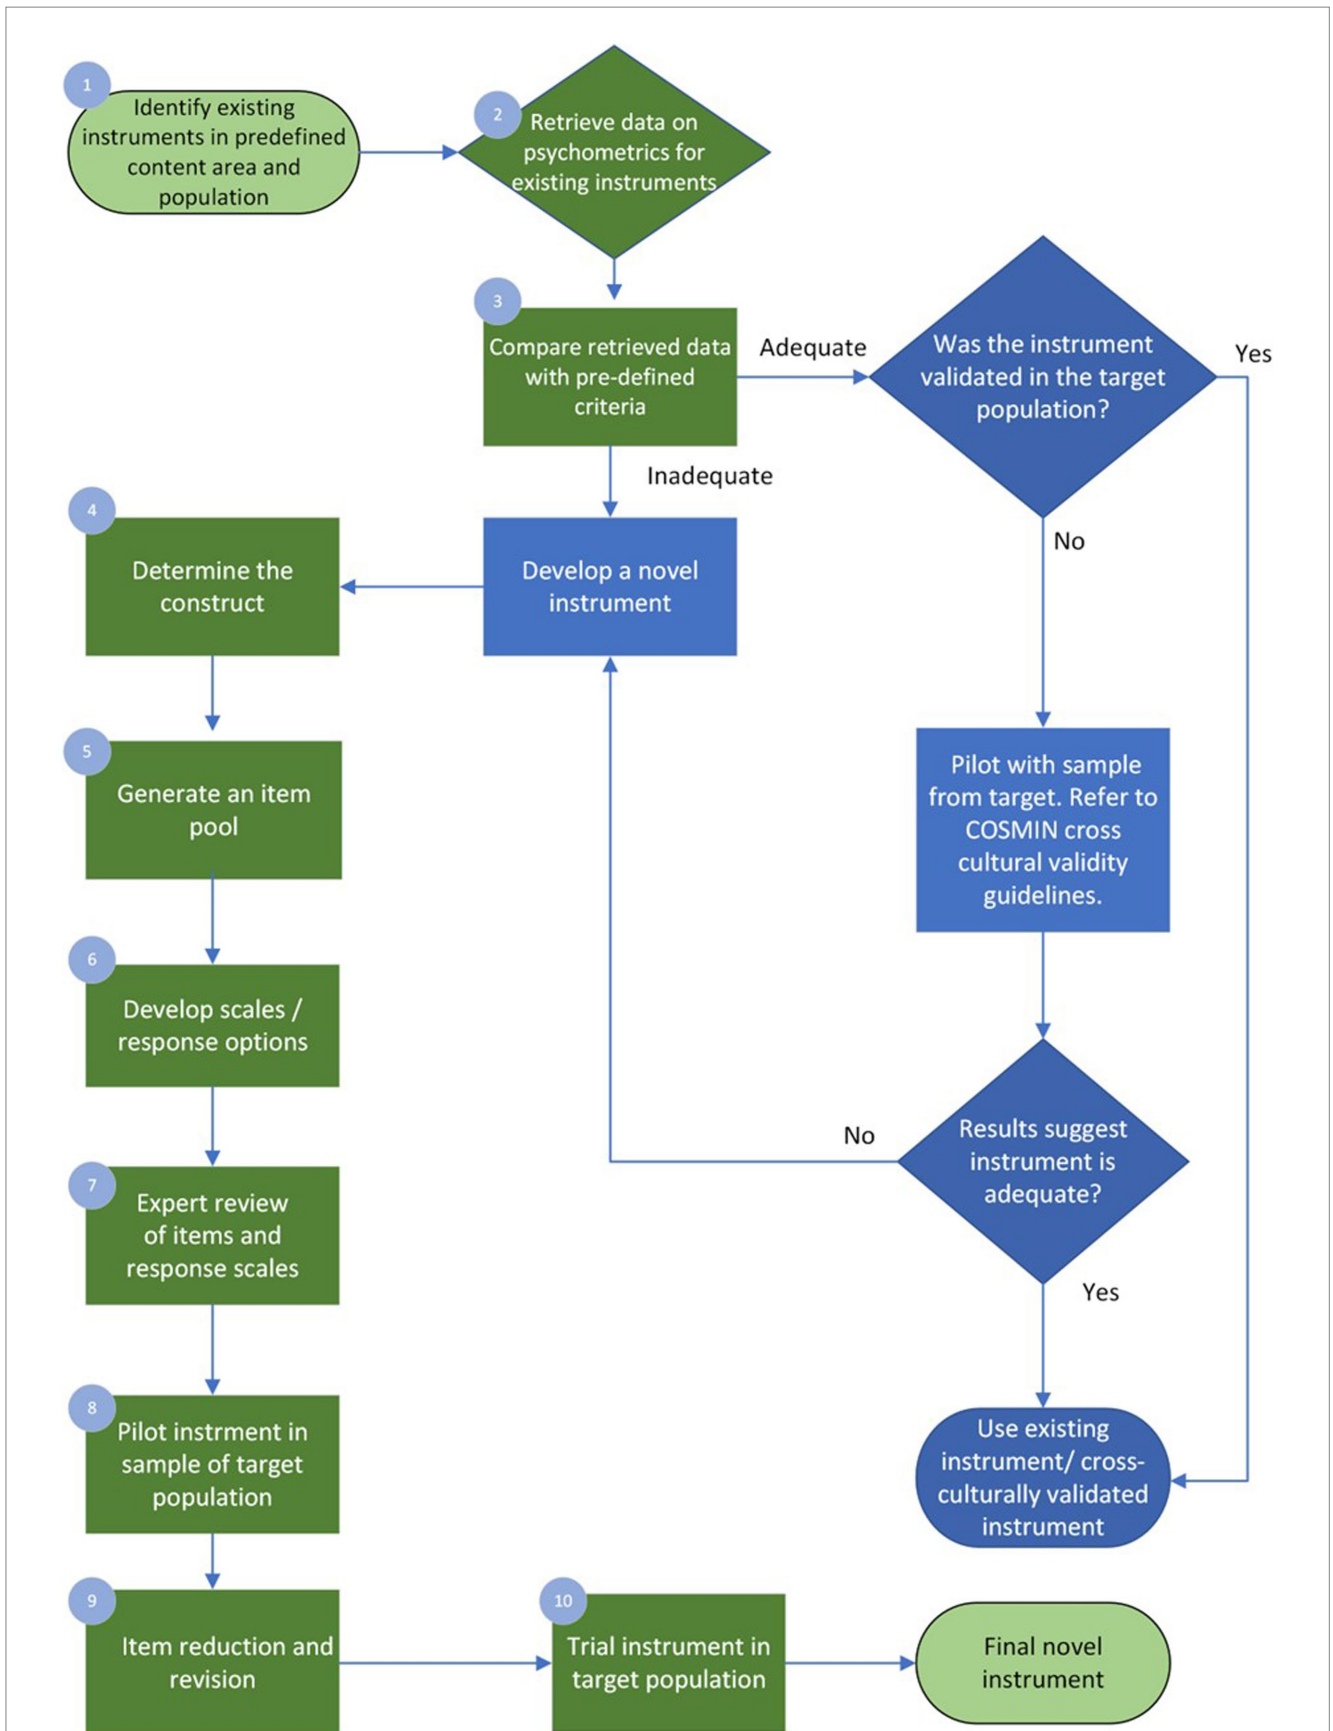 1
Identify existing
instruments in predefined
content area and
population
2
Retrieve data on
psychometrics for
existing instruments
3
Compare retrieved data
with pre-defined
criteria
Adequate
Was the instrument
validated in the target
population?
Yes
Inadequate
No
4
Determine the
construct
Develop a novel
instrument
5
Generate an item
pool
Pilot with sample
from target. Refer to
COSMIN cross
cultural validity
guidelines.
6
Develop scales /
response options
No
Results suggest
instrument is
adequate?
Yes
7
Expert review
of items and
response scales
8
Pilot instrment in
sample of target
population
Use existing
instrument/ cross-
culturally validated
instrument
9
Item reduction and
revision
10
Trial instrument in
target population
Final novel
instrument